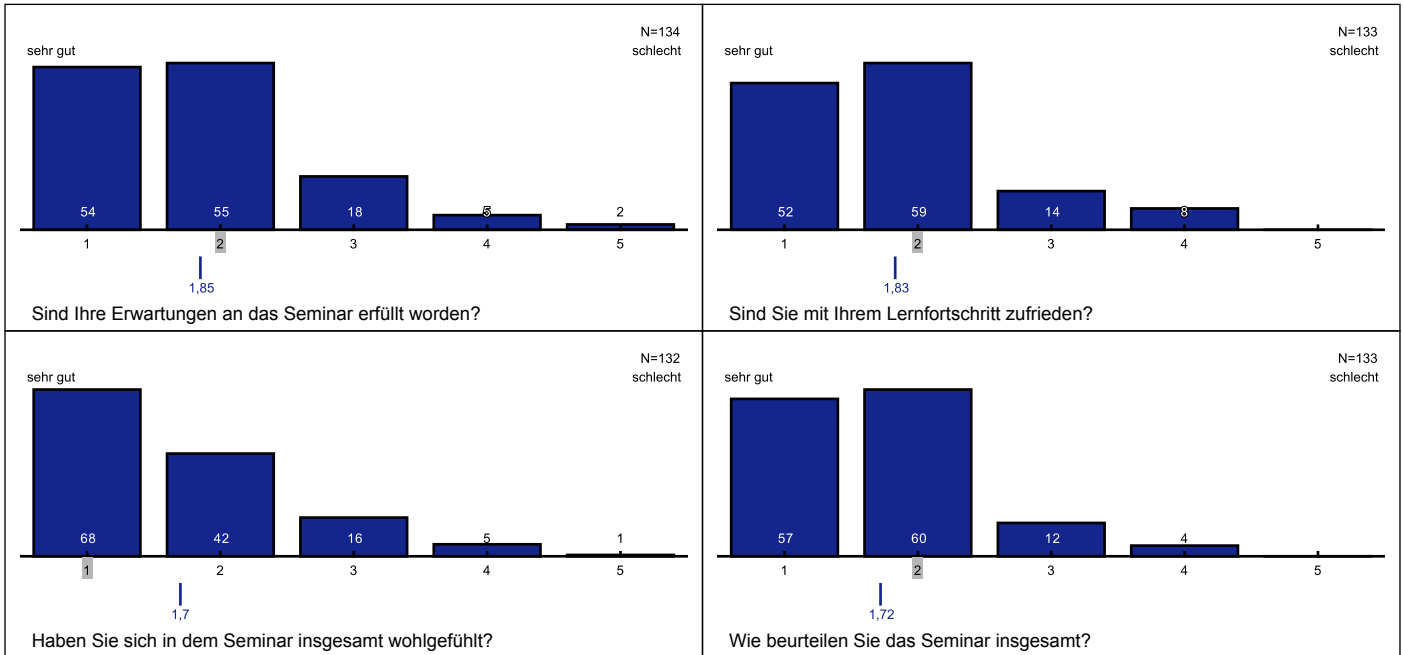 N=134
sehr gut schlecht
54 55 18 5 2
1 2 3 4 5
1,85
Sind Ihre Erwartungen an das Seminar erfüllt worden?
N=133
sehr gut schlecht
52 59 14 8
1 2 3 4 5
1,83
Sind Sie mit Ihrem Lernfortschritt zufrieden?
N=132
sehr gut schlecht
68 42 16 5 1
1 2 3 4 5
1,7
Haben Sie sich in dem Seminar insgesamt wohlgefühlt?
N=133
sehr gut schlecht
57 60 12 4
1 2 3 4 5
1,72
Wie beurteilen Sie das Seminar insgesamt?